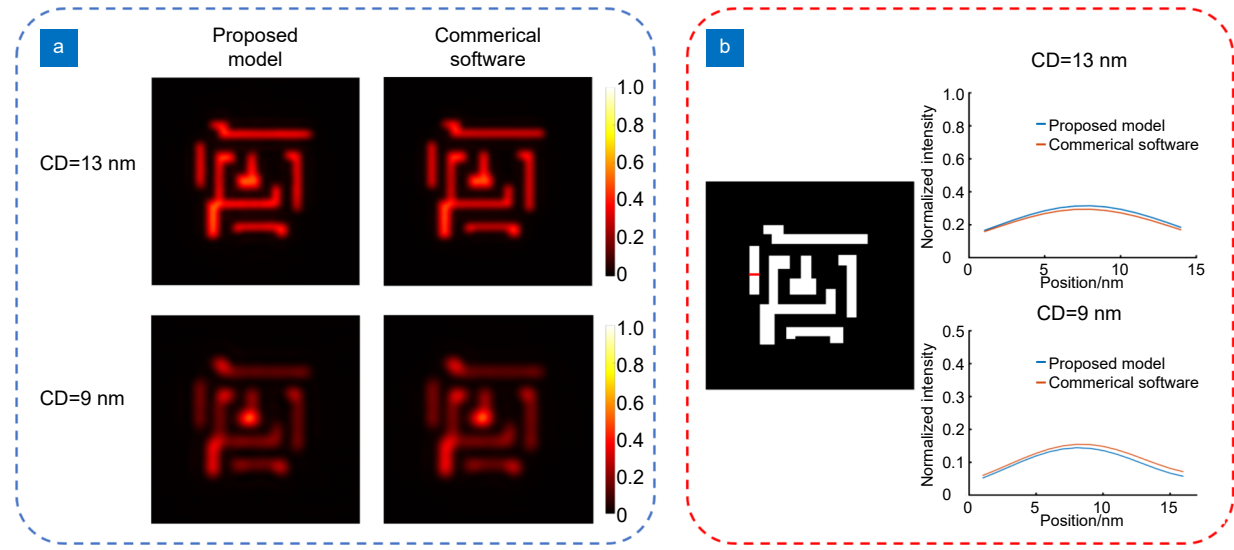 a
Proposed
model
Commerical
software
CD=13 nm
1.0
0.8
0.6
0.4
0.2
0
CD=9 nm
1.0
0.8
0.6
0.4
0.2
0
b
CD=13 nm
Normalized intensity
1.0
0.8
0.6
0.4
0.2
0
Proposed model
Commerical software
0 5 10 15
Position/nm
CD=9 nm
Normalized intensity
0.5
0.4
0.3
0.2
0.1
0
Proposed model
Commerical software
0 5 10 15
Position/nm